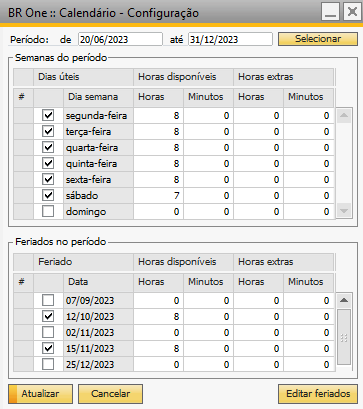 BR One :: Calendário - Configuração
Período: de 20/06/2023 até 31/12/2023 Selecionar
Semanas do período
Dias úteis Horas disponíveis Horas extras
# Dia semana Horas Minutos Horas Minutos
segunda-feira 8 0 0 0
terça-feira 8 0 0 0
quarta-feira 8 0 0 0
quinta-feira 8 0 0 0
sexta-feira 8 0 0 0
sábado 7 0 0 0
domingo 0 0 0 0
Feriados no período
Feriado Horas disponíveis Horas extras
# Data Horas Minutos Horas Minutos
07/09/2023 0 0 0 0
12/10/2023 8 0 0 0
02/11/2023 0 0 0 0
15/11/2023 8 0 0 0
25/12/2023 0 0 0 0
Atualizar Cancelar Editar feriados